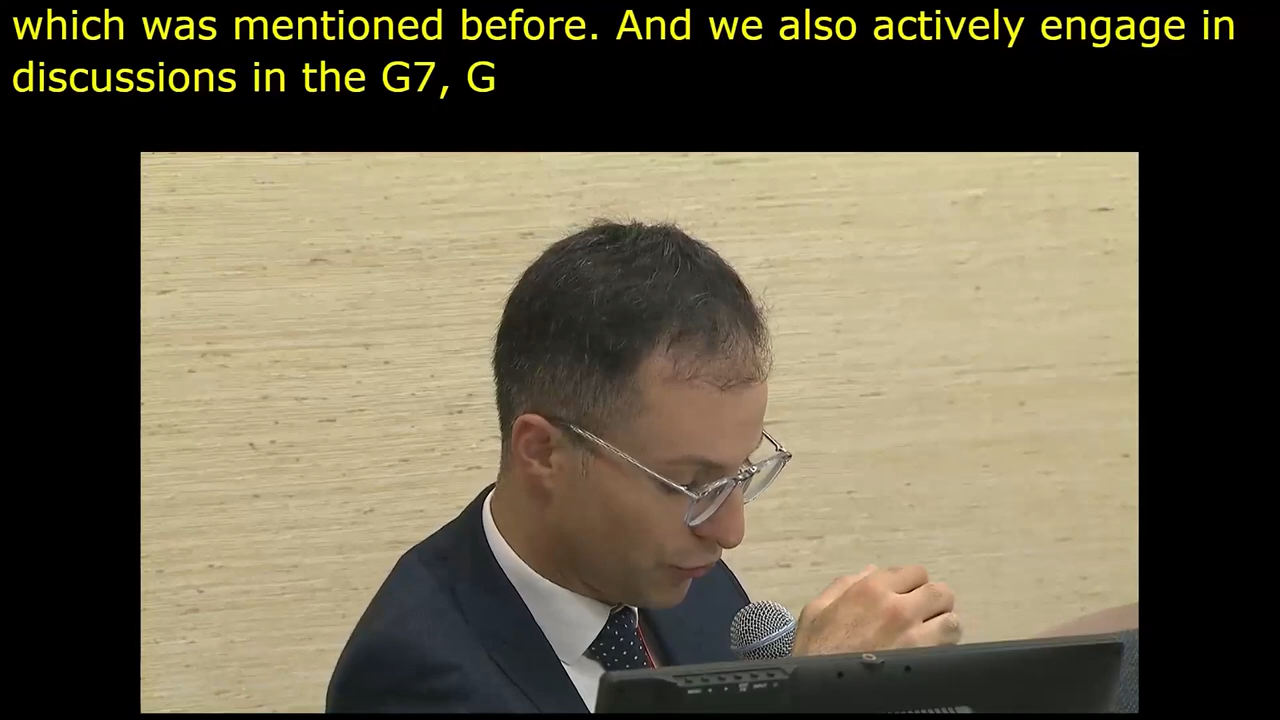 which was mentioned before. And we also actively engage in
discussions in the G7, G